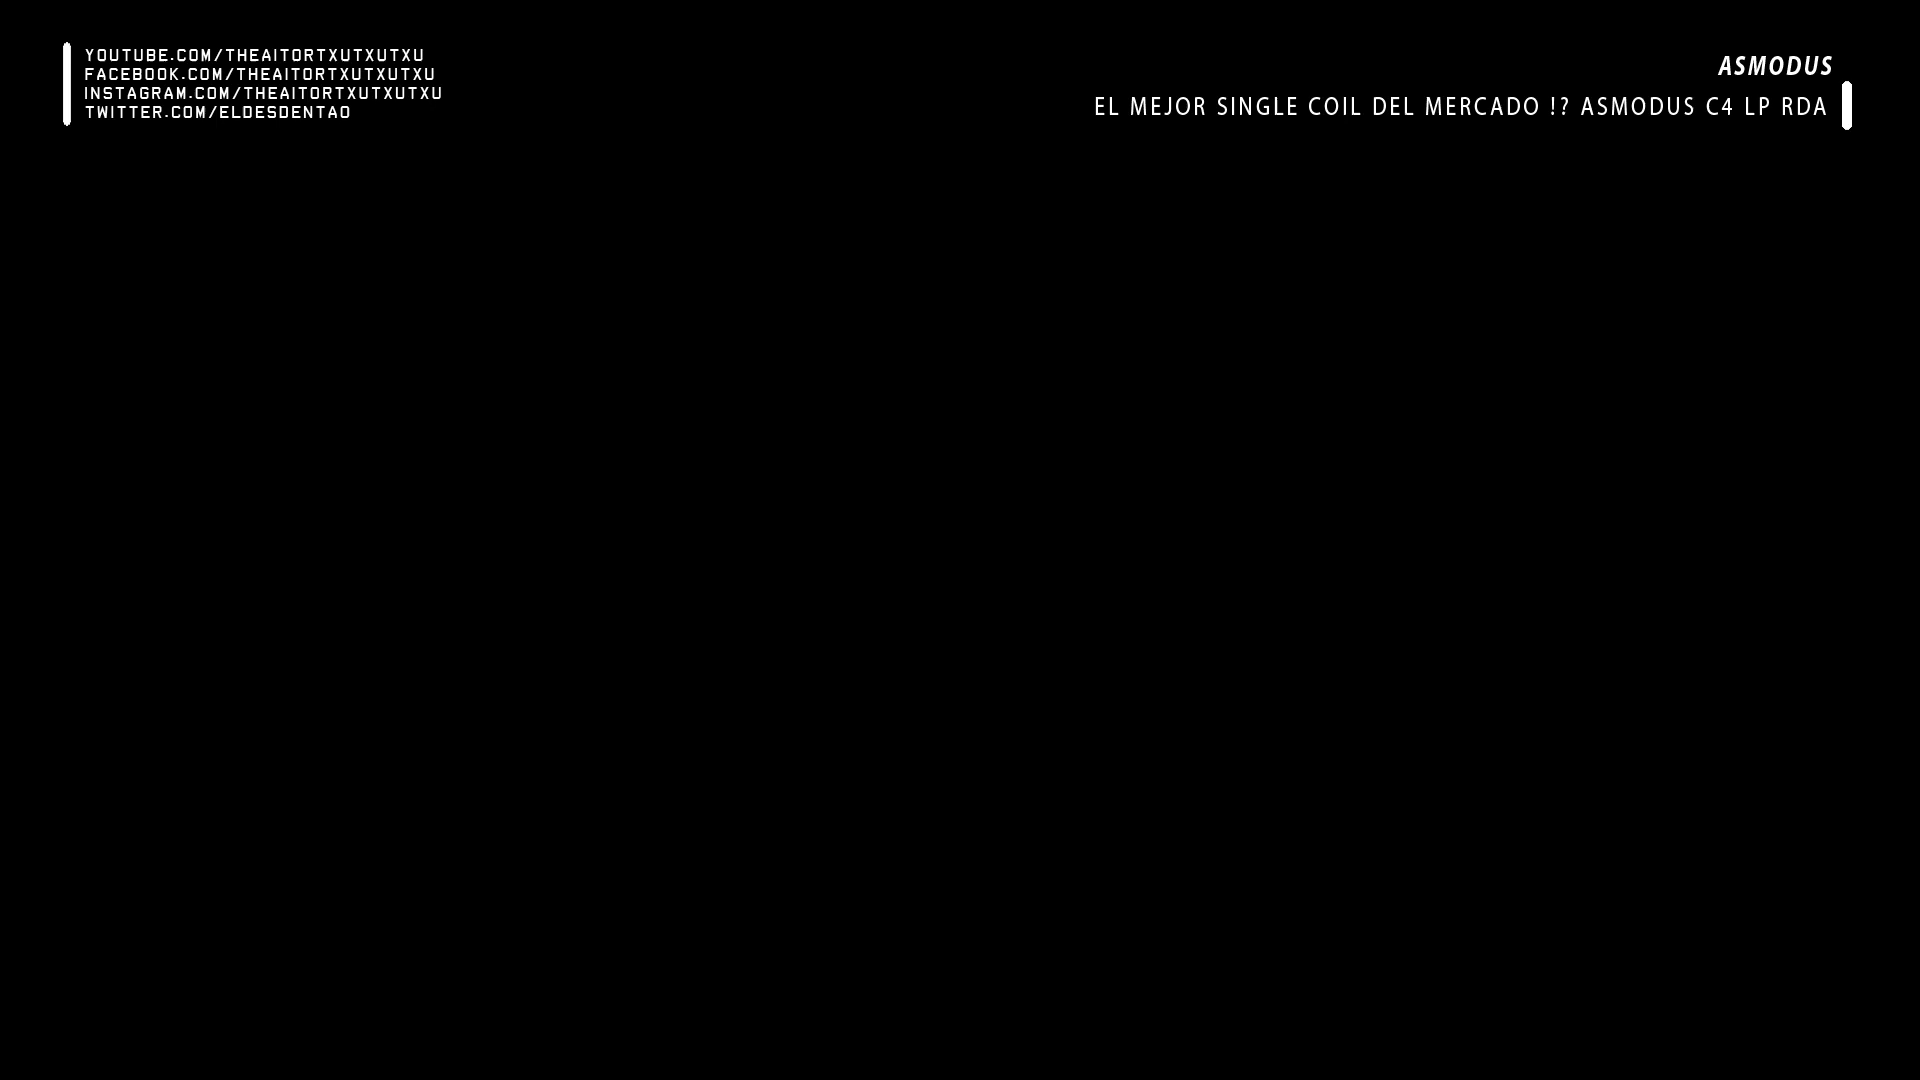 YOUTUBE.COM/THEAITORTXUTXUTXU
FACEBOOK.COM/THEAITORTXUTXUTXU
INSTAGRAM.COM/THEAITORTXUTXUTXU
TWITTER.COM/ELDESDENTAO
ASMODUS
EL MEJOR SINGLE COIL DEL MERCADO !? ASMODUS C4 LP RDA